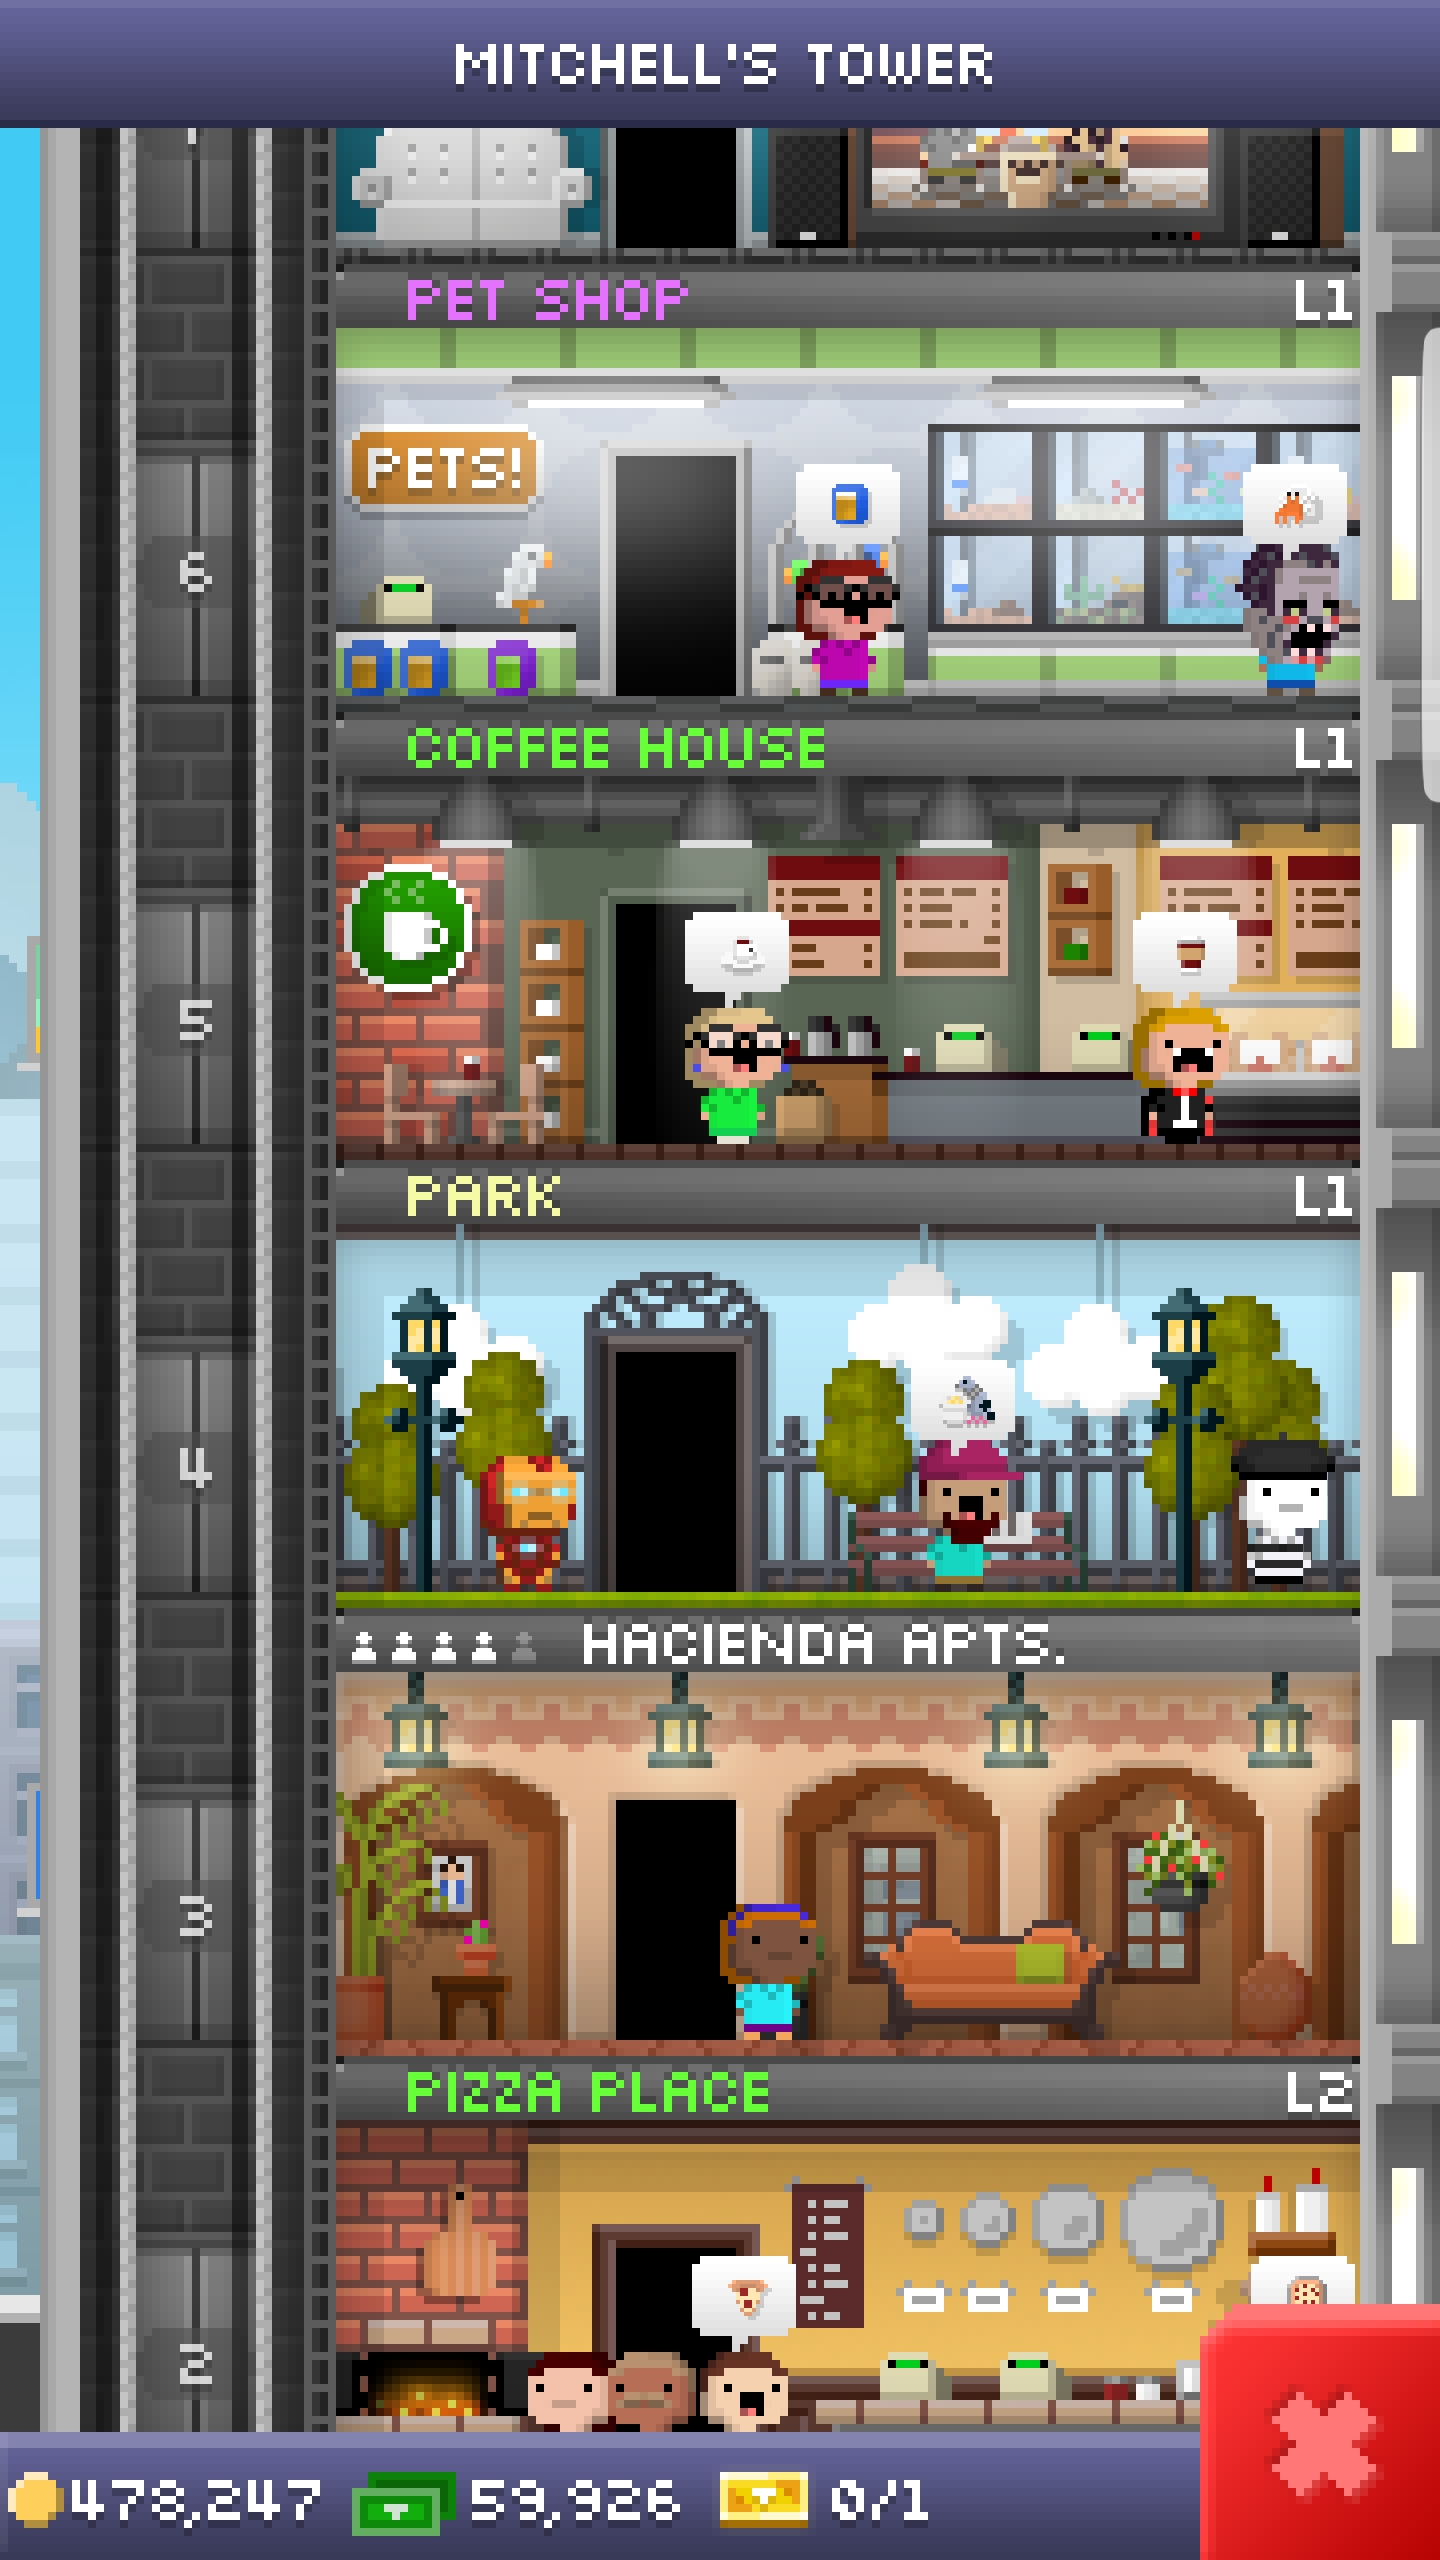 MITCHELL'S TOWER
PET SHOP L1
PETS!
6
COFFEE HOUSE L1
5
PARK L1
4
HACIENDA APTS.
3
PIZZA PLACE L2
2
478,247 59,926 0/1